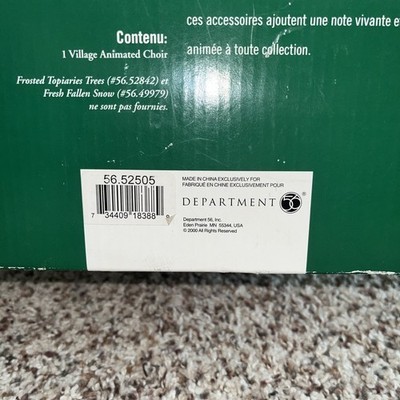 Contenu:
1 Village Animated Choir
Frosted Topiaries Trees (#56.52842) et
Fresh Fallen Snow (#56.49979)
ne sont pas fournies.
ces accessoires ajoutent une note vivante et
animée à toute collection.
56.52505
7 34409 18388
MADE IN CHINA EXCLUSIVELY FOR
FABRIQUÉ EN CHINE EXCLUSIVEMENT POUR
DEPARTMENT 56 ®
Department 56, Inc.
Eden Prairie MN 55344, USA
© 2000 All Rights Reserved